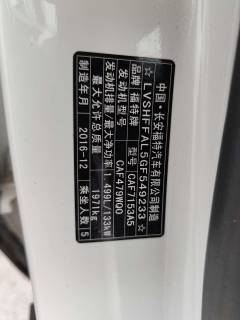 中国·长安福特汽车有限公司制造
☆LVSHFFAL5GF549233☆
品牌 福特牌 型号 CAF7153A5
发动机型号 CAF479WQ0
发动机排量/最大净功率 1.499L/133kW
最大允许总质量 1971kg
制造年月 2016-12 乘坐人数 5